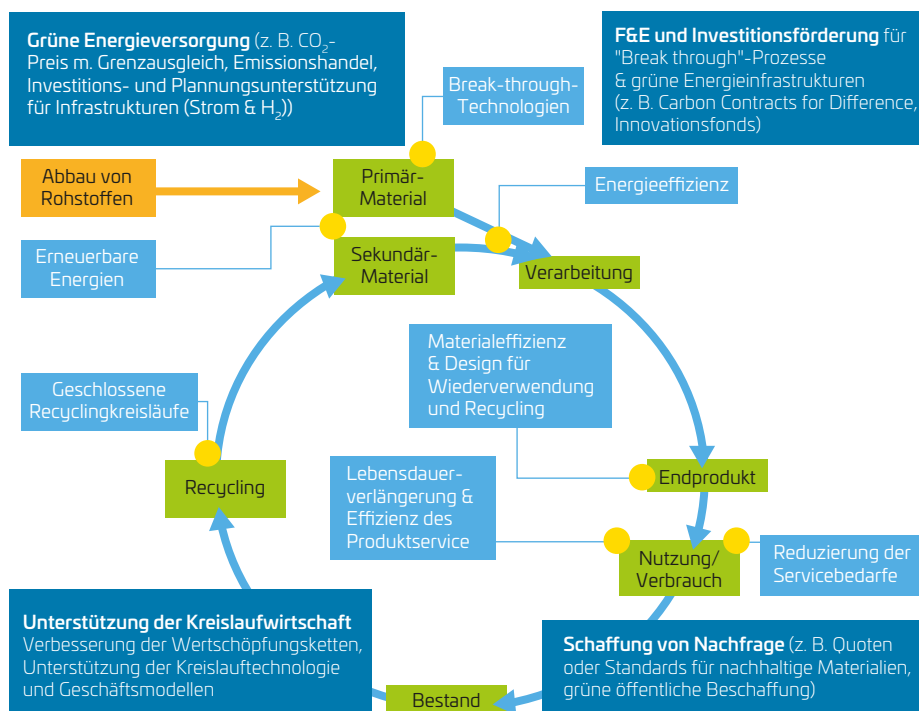 Grüne Energieversorgung (z. B. CO₂-
Preis m. Grenzausgleich, Emissionshandel,
Investitions- und Plannungsunterstützung
für Infrastrukturen (Strom & H₂))
F&E und Investitionsförderung für
"Break through"-Prozesse
& grüne Energieinfrastrukturen
(z. B. Carbon Contracts for Difference,
Innovationsfonds)
Break-through-
Technologien
Abbau von
Rohstoffen
Primär-
Material
Energieeffizienz
Erneuerbare
Energien
Sekundär-
Material
Verarbeitung
Materialeffizienz
& Design für
Wiederverwendung
und Recycling
Geschlossene
Recyclingkreisläufe
Recycling
Endprodukt
Lebensdauer-
verlängerung &
Effizienz des
Produktservice
Nutzung/
Verbrauch
Reduzierung der
Servicebedarfe
Unterstützung der Kreislaufwirtschaft
Verbesserung der Wertschöpfungsketten,
Unterstützung der Kreislauftechnologie
und Geschäftsmodellen
Schaffung von Nachfrage (z. B. Quoten
oder Standards für nachhaltige Materialien,
grüne öffentliche Beschaffung)
Bestand